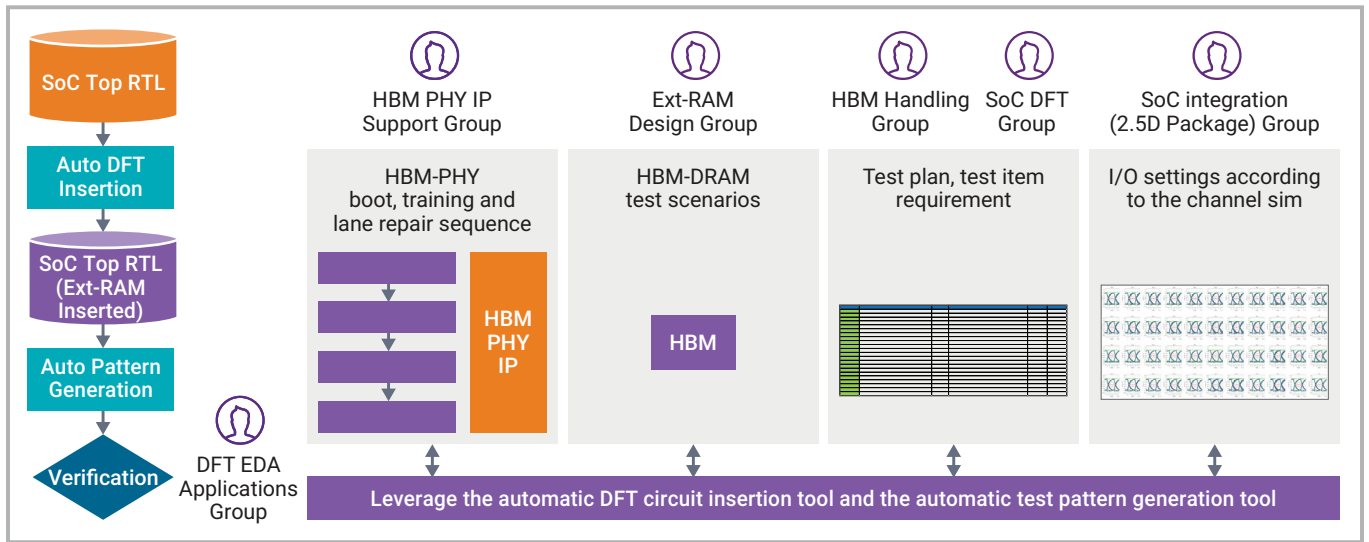 SoC Top RTL
Auto DFT
Insertion
SoC Top RTL
(Ext-RAM
Inserted)
Auto Pattern
Generation
Verification
DFT EDA
Applications
Group
HBM PHY IP
Support Group
HBM-PHY
boot, training and
lane repair sequence
HBM
PHY
IP
Ext-RAM
Design Group
HBM-DRAM
test scenarios
HBM
HBM Handling
Group
SoC DFT
Group
Test plan, test item
requirement
SoC integration
(2.5D Package) Group
I/O settings according
to the channel sim
Leverage the automatic DFT circuit insertion tool and the automatic test pattern generation tool